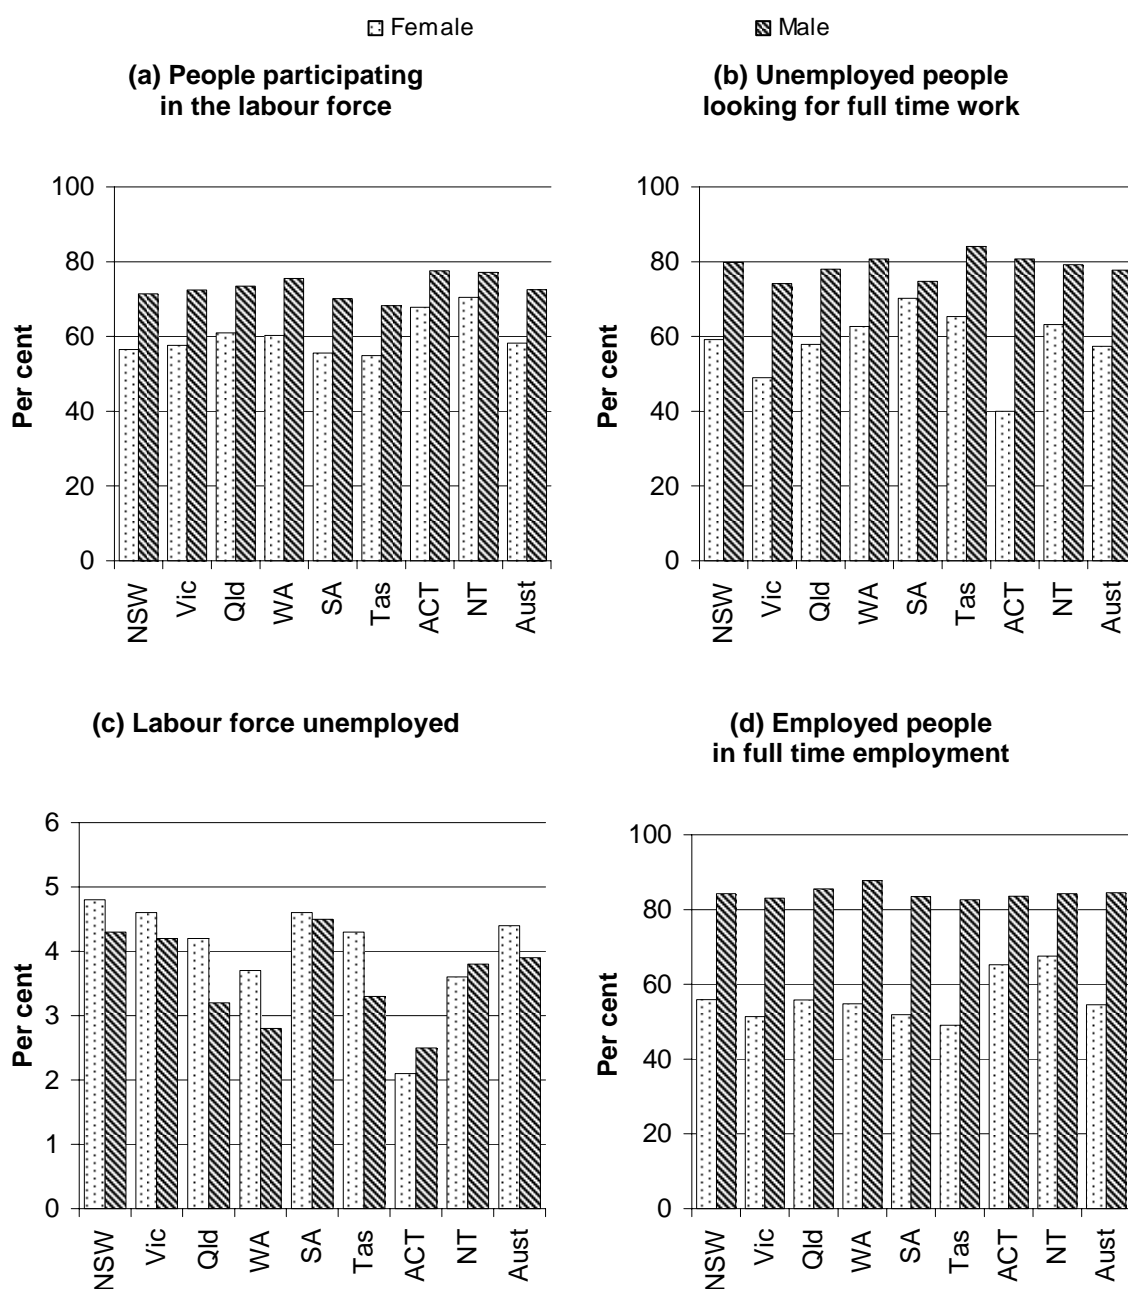 Female Male
(a) People participating
in the labour force
(b) Unemployed people
looking for full time work
Per cent
100
80
60
40
20
0
NSW Vic Qld WA SA Tas ACT NT Aust
Per cent
100
80
60
40
20
0
NSW Vic Qld WA SA Tas ACT NT Aust
(c) Labour force unemployed
(d) Employed people
in full time employment
Per cent
6
5
4
3
2
1
0
NSW Vic Qld WA SA Tas ACT NT Aust
Per cent
100
80
60
40
20
0
NSW Vic Qld WA SA Tas ACT NT Aust